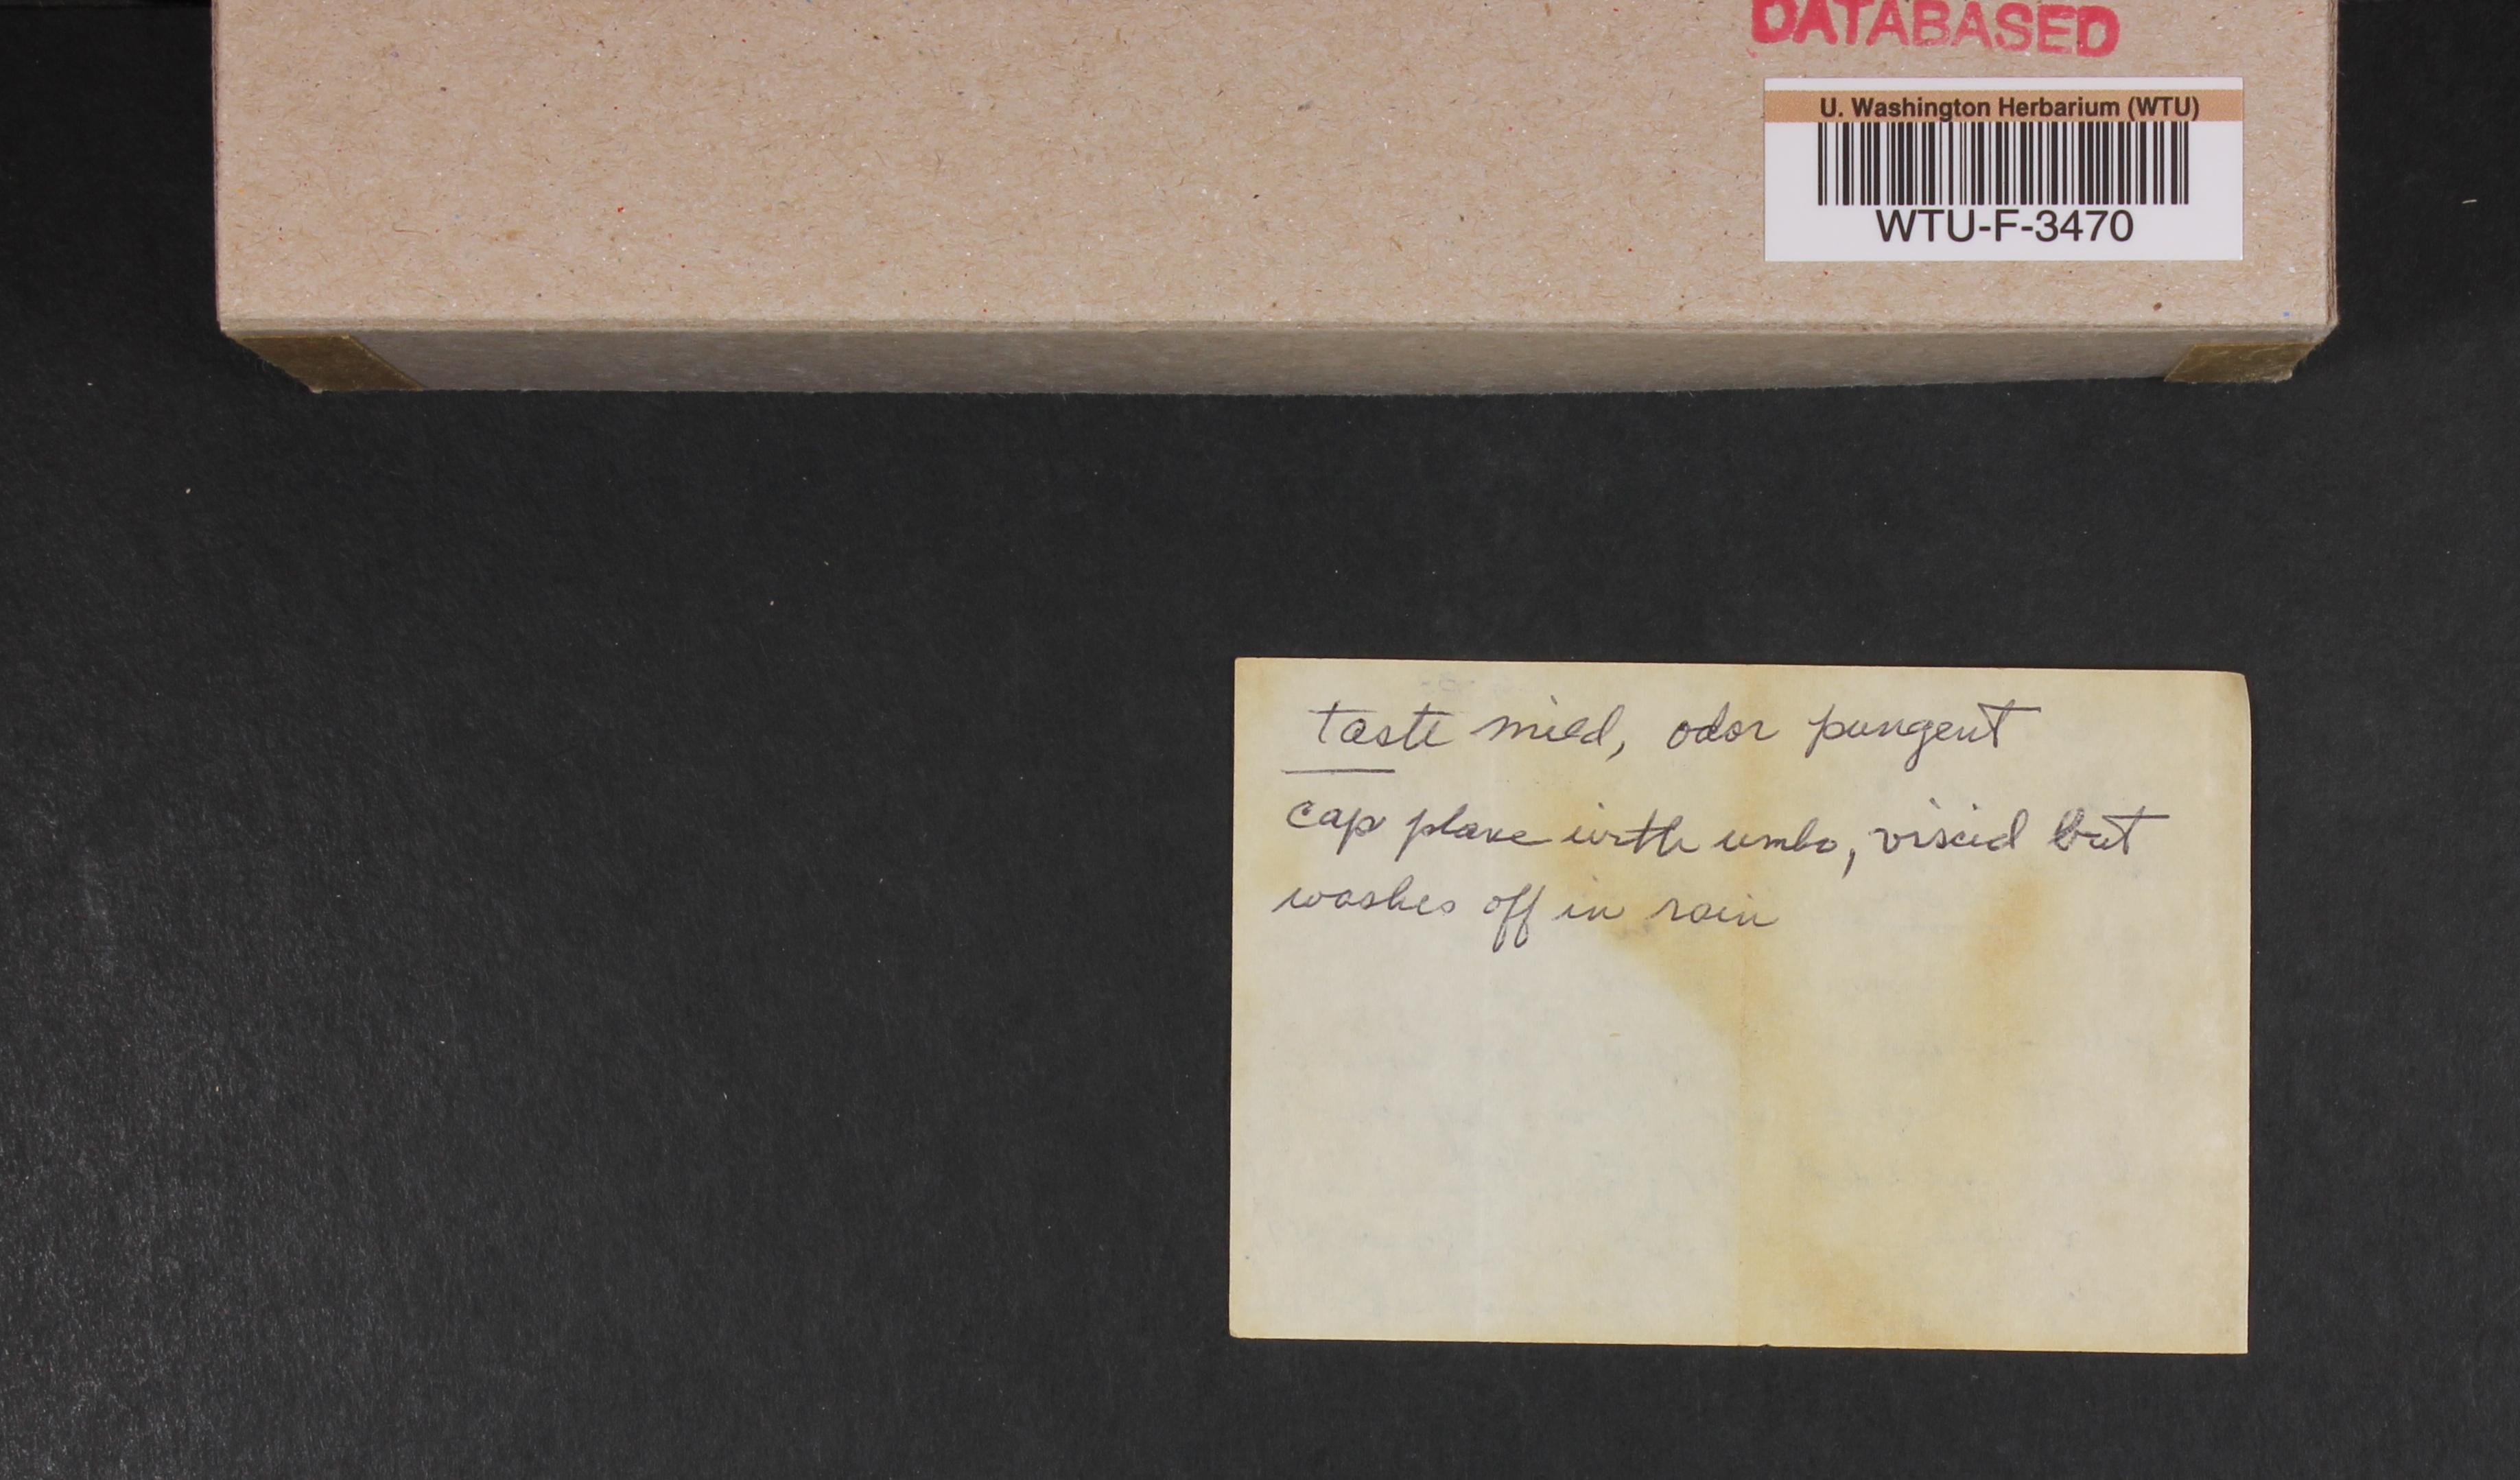 DATABASED
U. Washington Herbarium (WTU)
WTU-F-3470
taste mild, odor pungent
cap plane with umbo, viscid but
washes off in rain